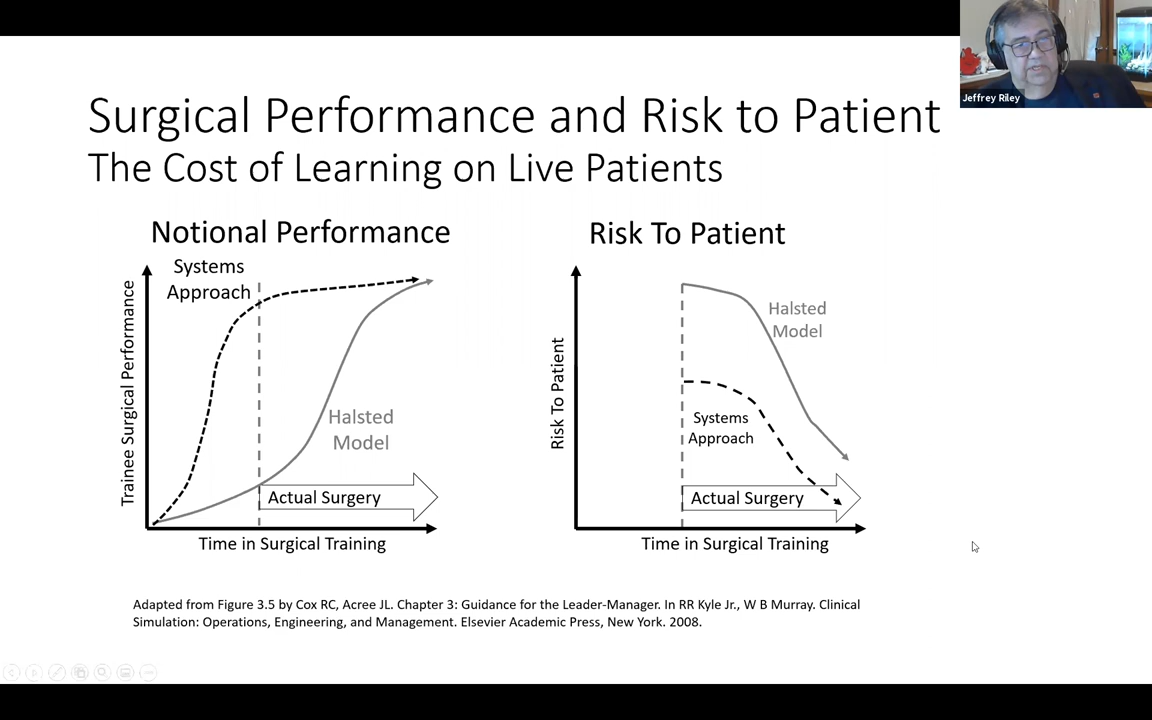 Jeffrey Riley
Surgical Performance and Risk to Patient
The Cost of Learning on Live Patients
Notional Performance
Systems
Approach
Trainee Surgical Performance
Halsted
Model
Actual Surgery
Time in Surgical Training
Risk To Patient
Halsted
Model
Risk To Patient
Systems
Approach
Actual Surgery
Time in Surgical Training
Adapted from Figure 3.5 by Cox RC, Acree JL. Chapter 3: Guidance for the Leader-Manager. In RR Kyle Jr., W B Murray. Clinical
Simulation: Operations, Engineering, and Management. Elsevier Academic Press, New York. 2008.